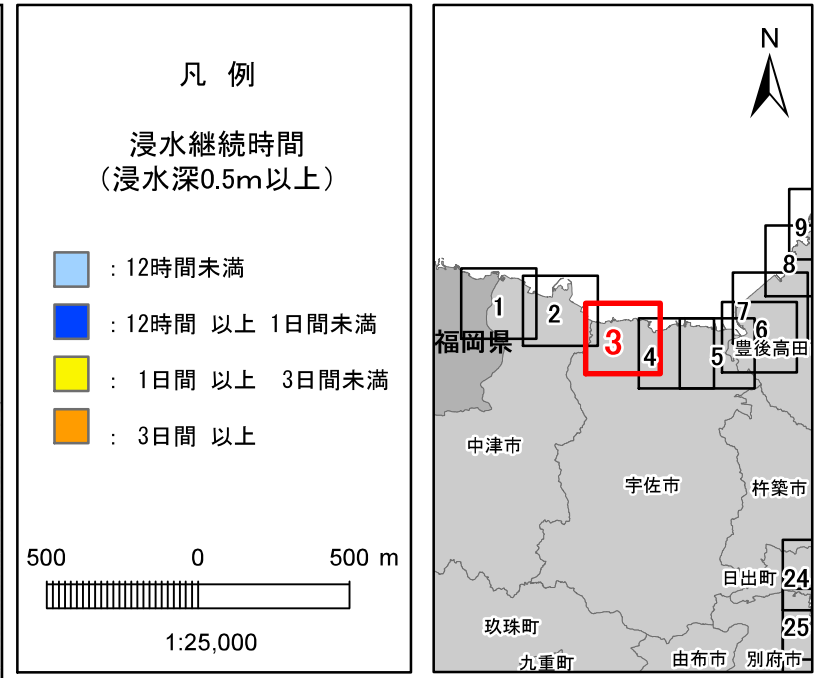 凡 例
浸水継続時間
（浸水深0.5m以上）
：12時間未満
：12時間 以上 1日間未満
： 1日間 以上 3日間未満
： 3日間 以上
500 0 500 m
1:25,000
N
9
8
1
2
7
3
6
福岡県
4
5
豊後高田
中津市
宇佐市
杵築市
日出町
24
玖珠町
25
九重町
由布市
別府市